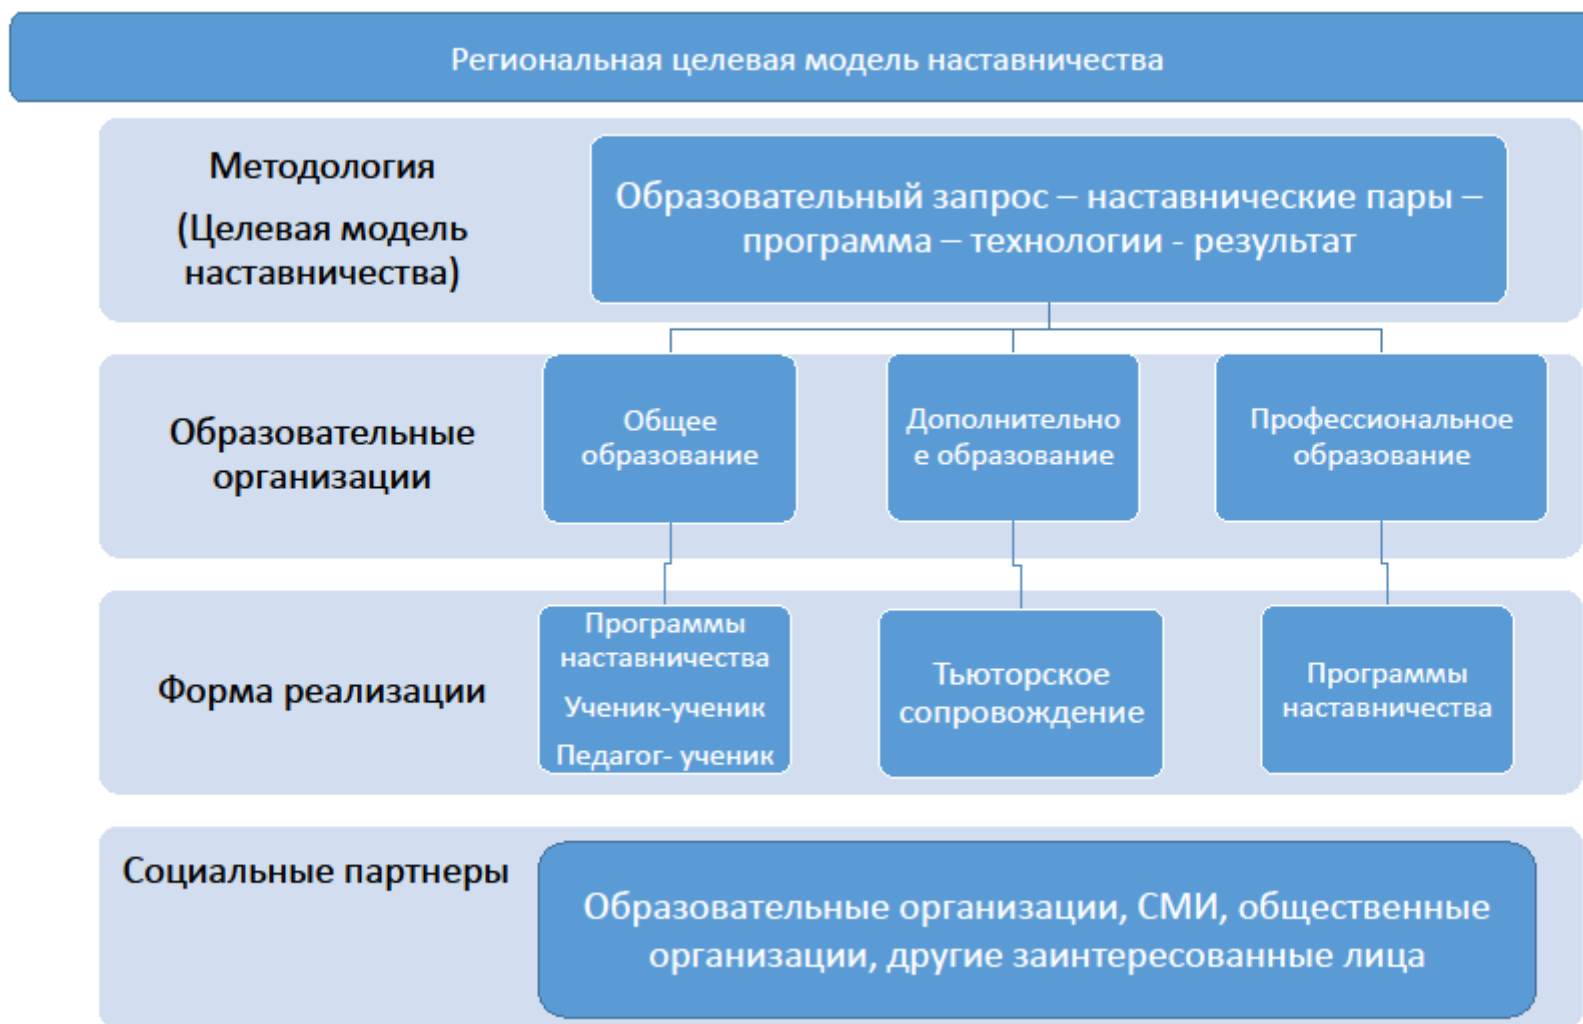 Региональная целевая модель наставничества
Методология
(Целевая модель
наставничества)
Образовательный запрос – наставнические пары –
программа – технологии - результат
Образовательные
организации
Общее
образование
Дополнительно
е образование
Профессиональное
образование
Форма реализации
Программы
наставничества
Ученик-ученик
Педагог- ученик
Тьюторское
сопровождение
Программы
наставничества
Социальные партнеры
Образовательные организации, СМИ, общественные
организации, другие заинтересованные лица